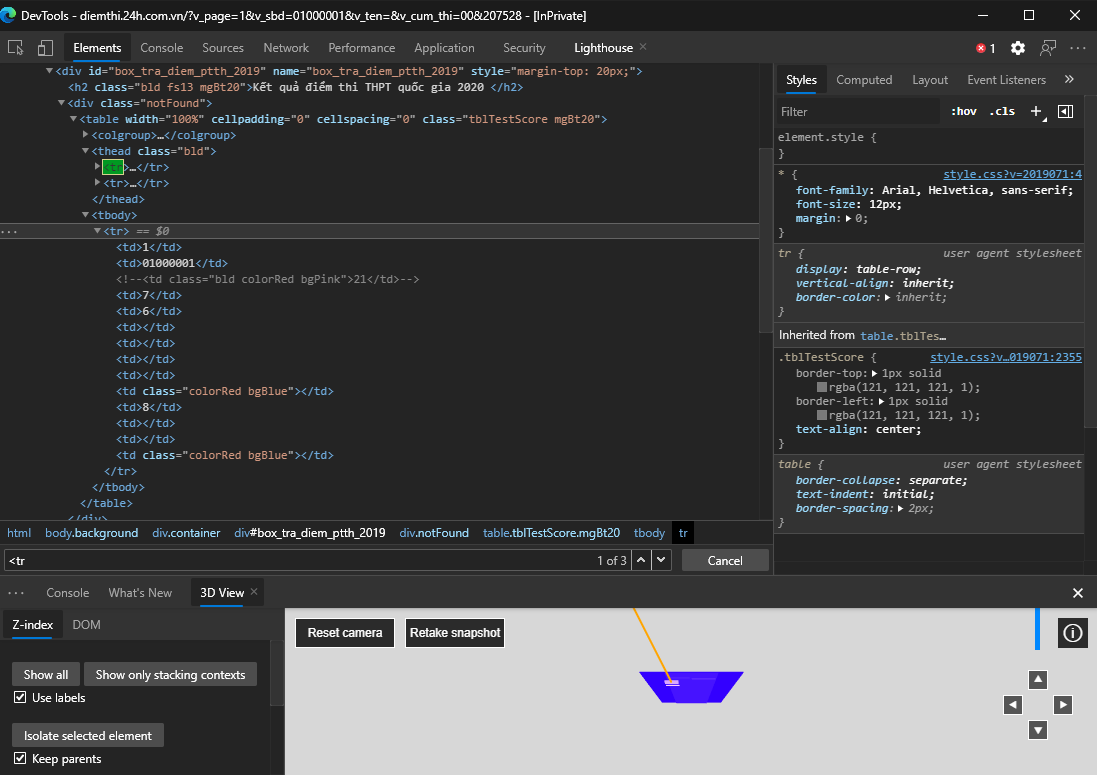 DevTools - diemthi.24h.com.vn/?v_page=1&v_sbd=01000001&v_ten=&v_cum_thi=00&207528 - [InPrivate]
Elements Console Sources Network Performance Application Security Lighthouse × 1 ···
<div id="box_tra_diem_ptth_2019" name="box_tra_diem_ptth_2019" style="margin-top: 20px;">
<h2 class="bld fs13 mgBt20">Kết quả điểm thi THPT quốc gia 2020 </h2>
<div class="notFound">
<table width="100%" cellpadding="0" cellspacing="0" class="tblTestScore mgBt20">
<colgroup>…</colgroup>
<thead class="bld">
<tr>…</tr>
<tr>…</tr>
</thead>
<tbody>
··· <tr> == $0
<td>1</td>
<td>01000001</td>
<!--<td class="bld colorRed bgPink">21</td>-->
<td>7</td>
<td>6</td>
<td></td>
<td></td>
<td></td>
<td></td>
<td class="colorRed bgBlue"></td>
<td>8</td>
<td></td>
<td></td>
<td class="colorRed bgBlue"></td>
</tr>
</tbody>
</table>
</div>
html body.background div.container div#box_tra_diem_ptth_2019 div.notFound table.tblTestScore.mgBt20 tbody tr
<tr 1 of 3 Cancel
Styles Computed Layout Event Listeners »
Filter :hov .cls +
element.style {
}
* { style.css?v=2019071:4
font-family: Arial, Helvetica, sans-serif;
font-size: 12px;
margin: 0;
}
tr { user agent stylesheet
display: table-row;
vertical-align: inherit;
border-color: inherit;
}
Inherited from table.tblTes…
.tblTestScore { style.css?v…019071:2355
border-top: 1px solid
rgba(121, 121, 121, 1);
border-left: 1px solid
rgba(121, 121, 121, 1);
text-align: center;
}
table { user agent stylesheet
border-collapse: separate;
text-indent: initial;
border-spacing: 2px;
}
··· Console What's New 3D View ×
Z-index DOM
Show all Show only stacking contexts
Use labels
Isolate selected element
Keep parents
Reset camera Retake snapshot